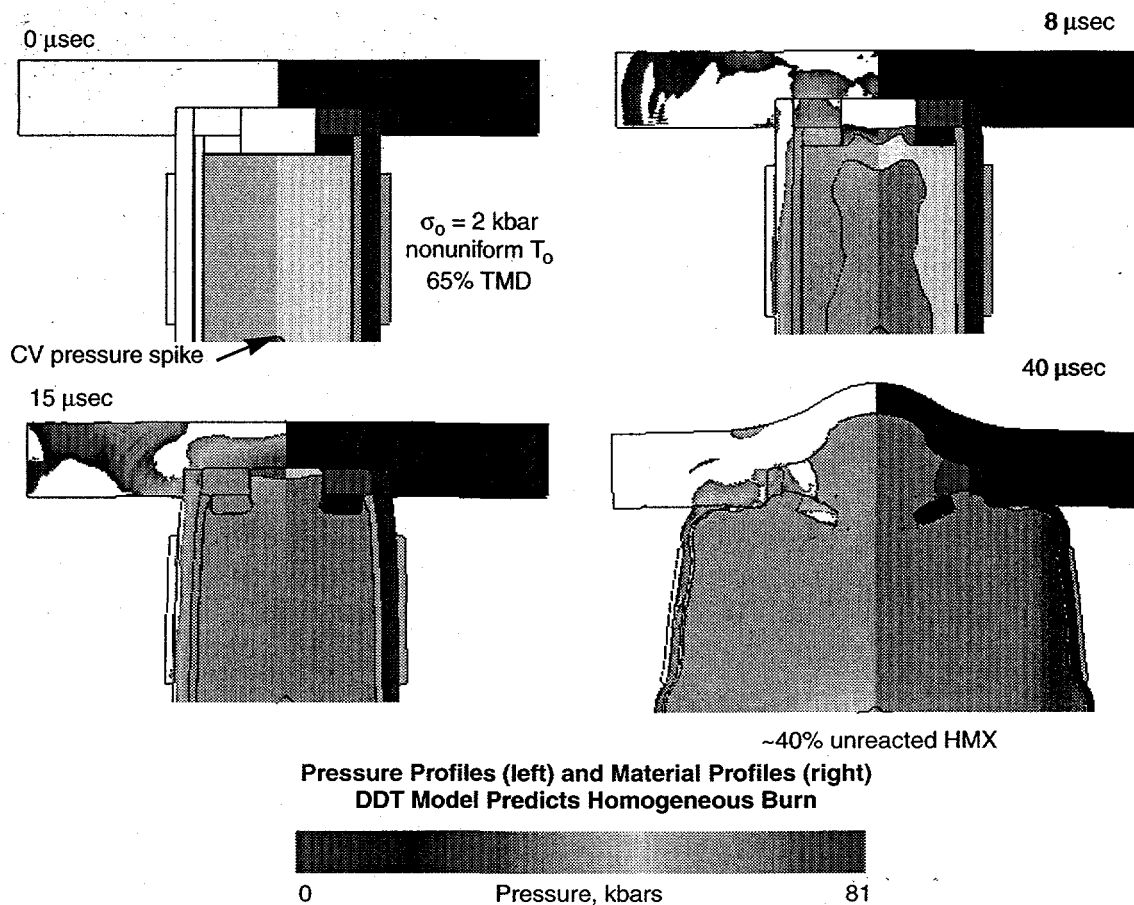 0 μsec
8 μsec
σo = 2 kbar
nonuniform To
65% TMD
CV pressure spike
15 μsec
40 μsec
~40% unreacted HMX
Pressure Profiles (left) and Material Profiles (right)
DDT Model Predicts Homogeneous Burn
0 Pressure, kbars 81